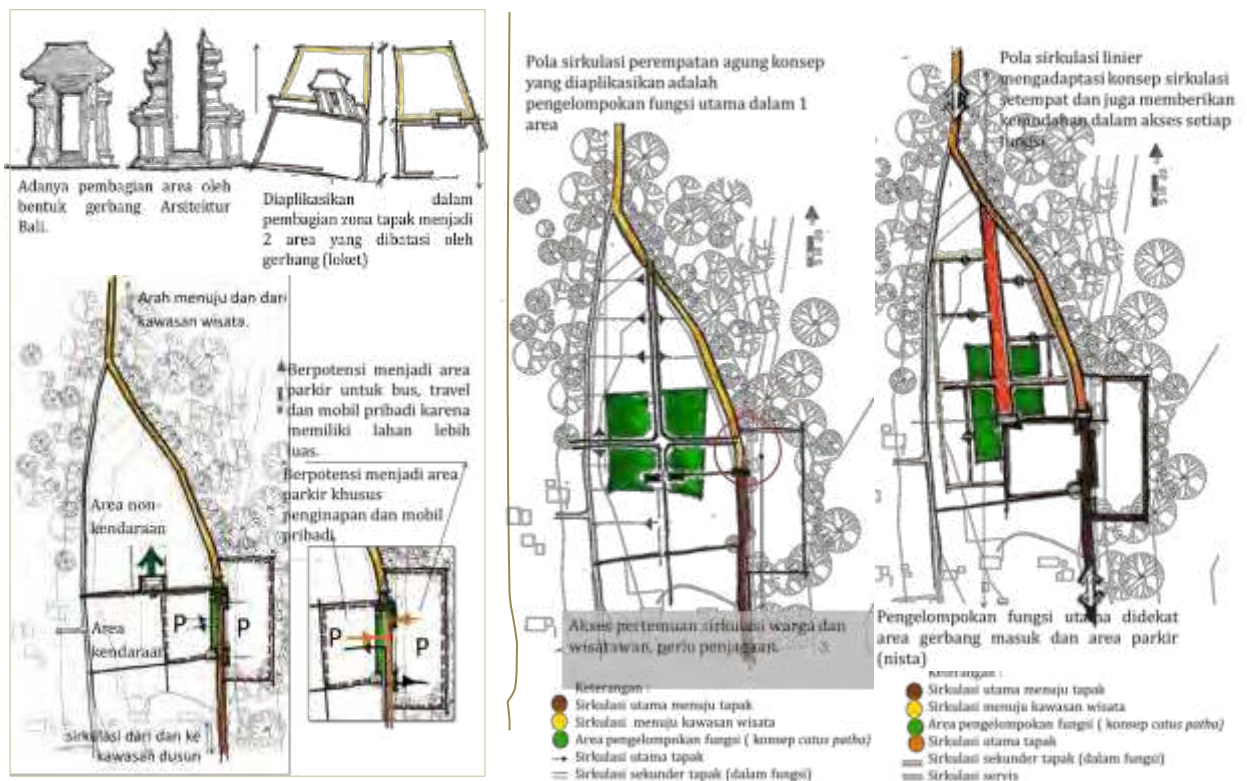 Adanya pembagian area oleh
bentuk gerbang Arsitektur
Bali.
Diaplikasikan dalam
pembagian zona tapak menjadi
2 area yang dibatasi oleh
gerbang (loket)
Arah menuju dan dari
kawasan wisata.
Berpotensi menjadi area
parkir untuk bus, travel
dan mobil pribadi karena
memiliki lahan lebih
luas.
Berpotensi menjadi area
parkir khusus
penginapan dan mobil
pribadi
Area non-
kendaraan
Area
kendaraan
P
P
P
P
sirkulasi dari dan ke
kawasan dusun
Pola sirkulasi perempatan agung konsep
yang diaplikasikan adalah
pengelompokan fungsi utama dalam 1
area
Akses pertemuan sirkulasi warga dan
wisatawan, perlu penjagaan.
Keterangan :
Sirkulasi utama menuju tapak
Sirkulasi menuju kawasan wisata
Area pengelompokan fungsi ( konsep catus patha)
Sirkulasi utama tapak
Sirkulasi sekunder tapak (dalam fungsi)
Pola sirkulasi linier
mengadaptasi konsep sirkulasi
setempat dan juga memberikan
kemudahan dalam akses setiap
fungsi
Pengelompokan fungsi utama didekat
area gerbang masuk dan area parkir
(nista)
Keterangan :
Sirkulasi utama menuju tapak
Sirkulasi menuju kawasan wisata
Area pengelompokan fungsi ( konsep catus patha)
Sirkulasi utama tapak
Sirkulasi sekunder tapak (dalam fungsi)
Sirkulasi servis